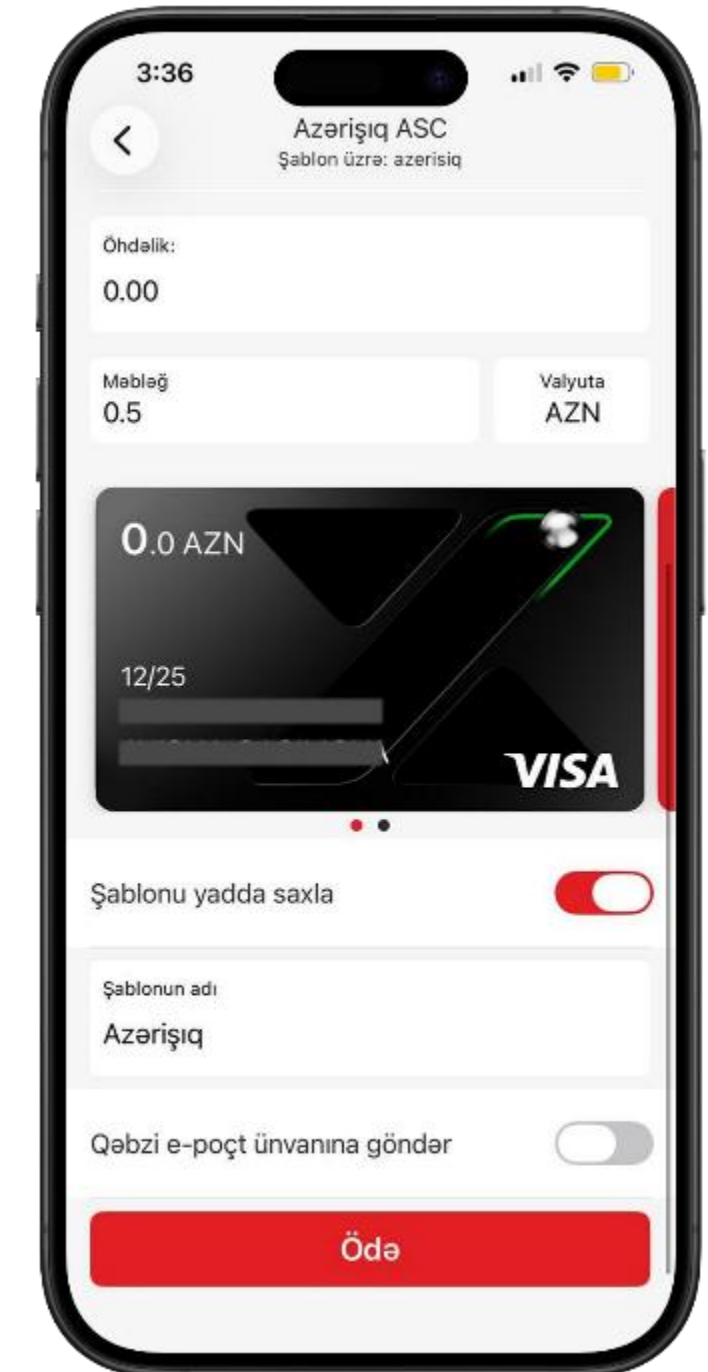 3:36
Azərişıq ASC
Şablon üzrə: azerisiq
Öhdəlik:
0.00
Məbləğ
0.5
Valyuta
AZN
0.0 AZN
12/25
VISA
Şablonu yadda saxla
Şablonun adı
Azərişıq
Qəbzi e-poçt ünvanına göndər
Ödə